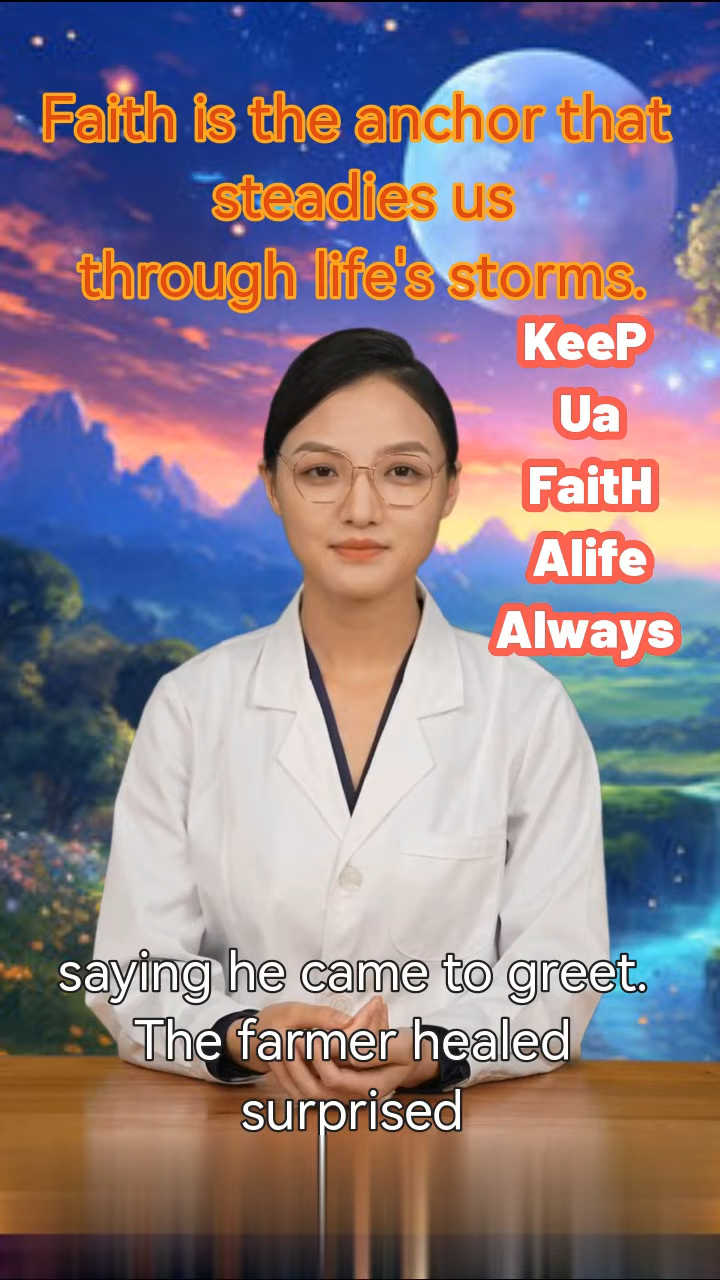 Faith is the anchor that
steadies us
through life's storms.
KeeP
Ua
FaitH
Alife
Always
saying he came to greet.
The farmer healed
surprised